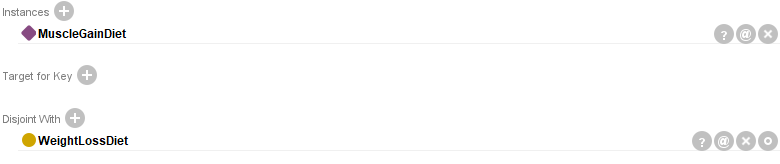 Instances
MuscleGainDiet
Target for Key
Disjoint With
WeightLossDiet